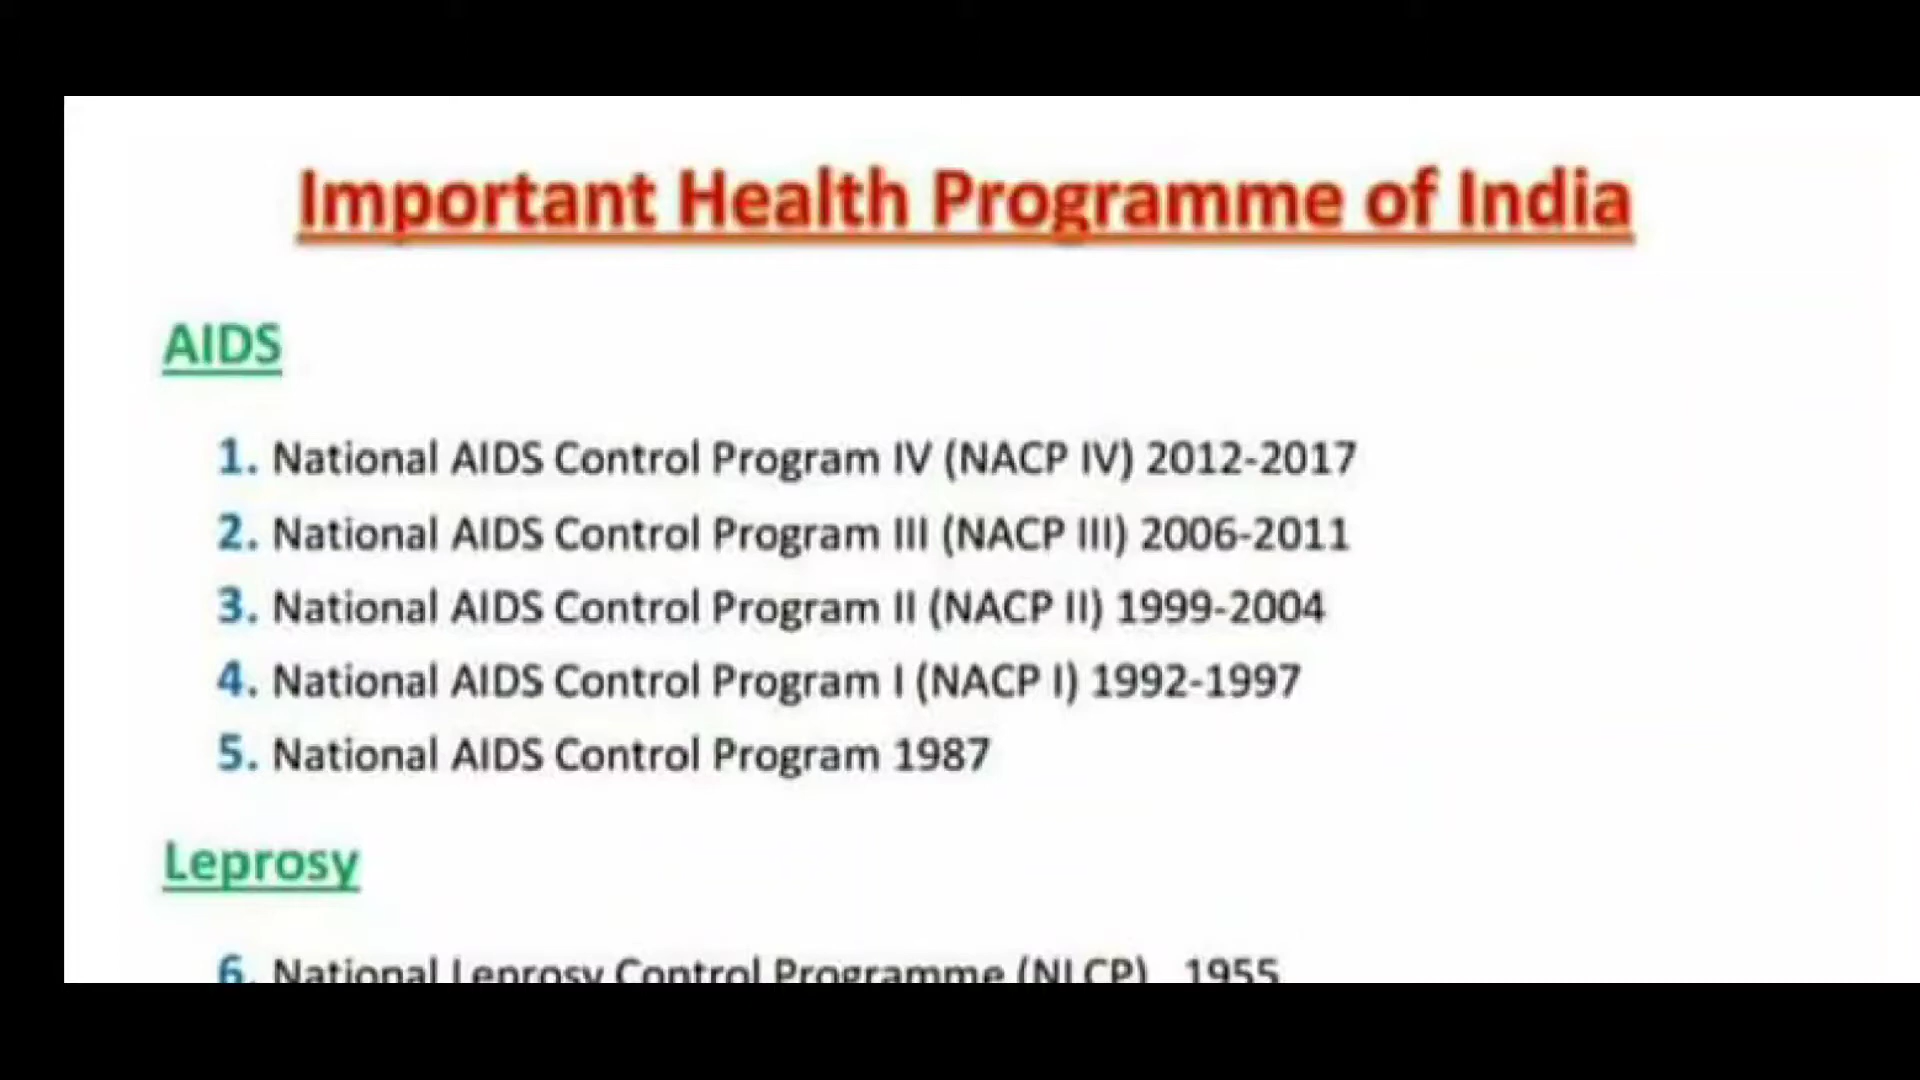 Important Health Programme of India
AIDS
1. National AIDS Control Program IV (NACP IV) 2012-2017
2. National AIDS Control Program III (NACP III) 2006-2011
3. National AIDS Control Program II (NACP II) 1999-2004
4. National AIDS Control Program I (NACP I) 1992-1997
5. National AIDS Control Program 1987
Leprosy
6. National Leprosy Control Programme (NLCP) 1955